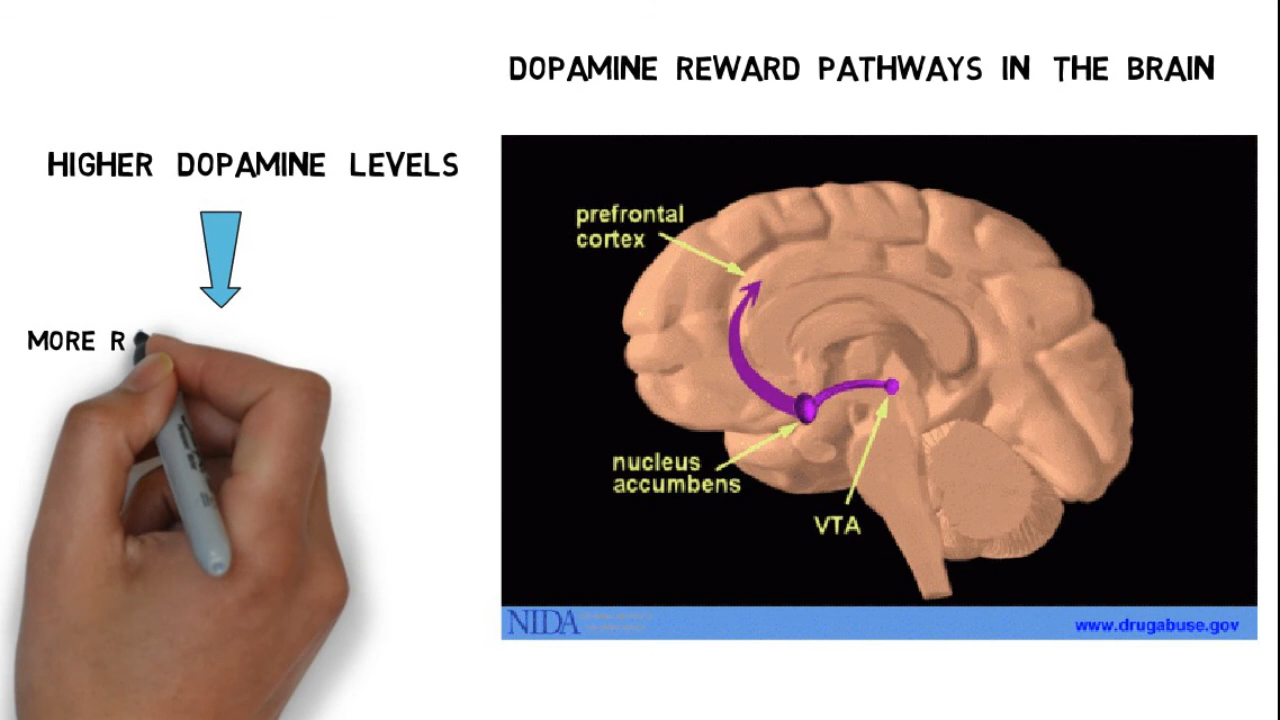 DOPAMINE REWARD PATHWAYS IN THE BRAIN
HIGHER DOPAMINE LEVELS
MORE R
prefrontal
cortex
nucleus
accumbens
VTA
NIDA
www.drugabuse.gov